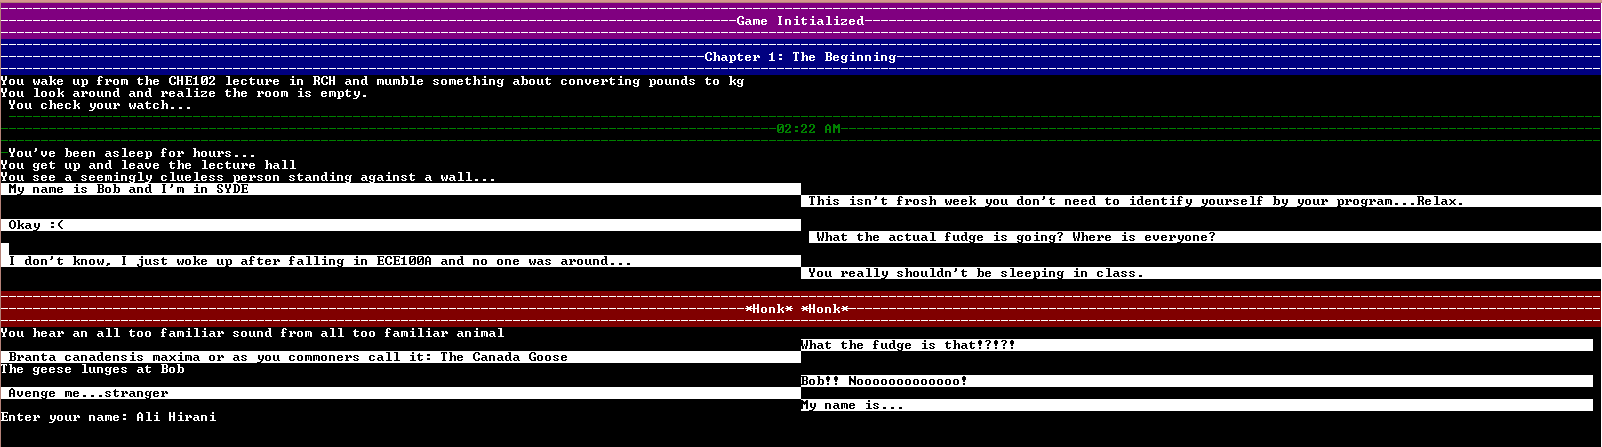 Game Initialized
Chapter 1: The Beginning
You wake up from the CHE102 lecture in RCH and mumble something about converting pounds to kg
You look around and realize the room is empty.
You check your watch...
02:22 AM
You've been asleep for hours...
You get up and leave the lecture hall
You see a seemingly clueless person standing against a wall...
My name is Bob and I'm in SYDE
This isn't frosh week you don't need to identify yourself by your program...Relax.
Okay :(
What the actual fudge is going? Where is everyone?
I don't know, I just woke up after falling in ECE100A and no one was around...
You really shouldn't be sleeping in class.
*Honk* *Honk*
You hear an all too familiar sound from all too familiar animal
What the fudge is that!?!?!
Branta canadensis maxima or as you commoners call it: The Canada Goose
The geese lunges at Bob
Bob!! Nooooooooooooo!
Avenge me...stranger
My name is...
Enter your name: Ali Hirani